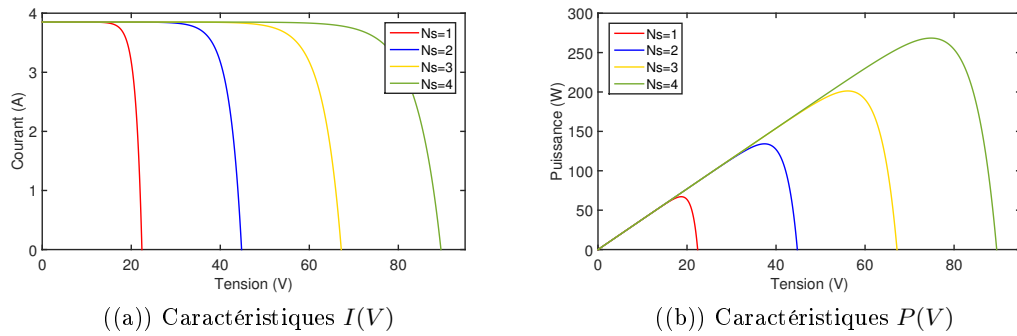 4
3
2
1
0
Courant (A)
0 20 40 60 80
Tension (V)
Ns=1
Ns=2
Ns=3
Ns=4
((a)) Caractéristiques I(V)
300
250
200
150
100
50
0
Puissance (W)
0 20 40 60 80
Tension (V)
Ns=1
Ns=2
Ns=3
Ns=4
((b)) Caractéristiques P(V)